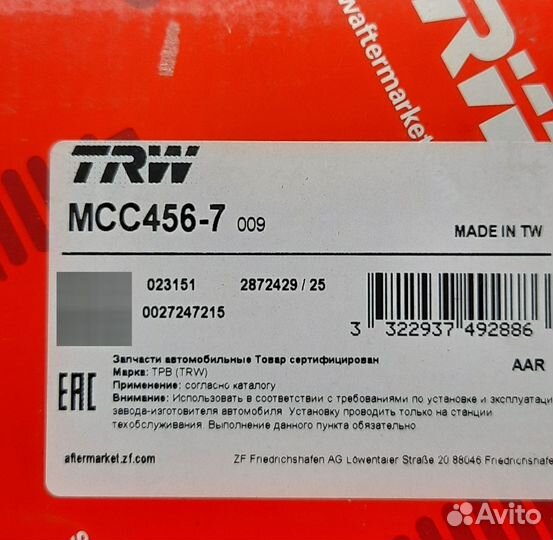 TRW
waftermarket
TRW
MCC456-7 009
MADE IN TW
023151 2872429 / 25
0027247215
3 322937 492886
Запчасти автомобильные Товар сертифицирован
Марка: ТРВ (TRW)
AAR
Применение: согласно каталогу
EAC
Внимание: Использовать в соответствии с требованиями по установке и эксплуатаци
завода-изготовителя автомобиля. Установку проводить только на станции
техобслуживания. Выполнение данного пункта обязательно.
aftermarket.zf.com
ZF Friedrichshafen AG Löwentaler Straße 20 88046 Friedrichshafe
Avito